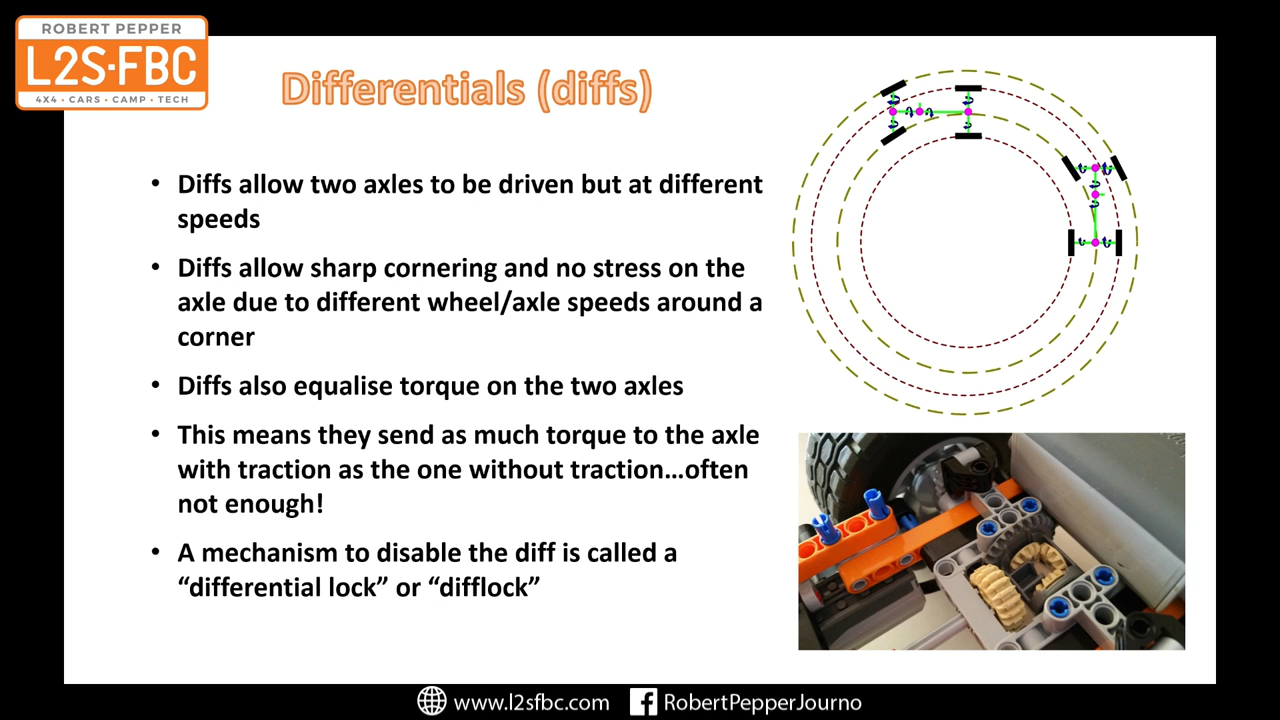 ROBERT PEPPER
L2S·FBC
4X4 • CARS • CAMP • TECH
Differentials (diffs)
• Diffs allow two axles to be driven but at different
speeds
• Diffs allow sharp cornering and no stress on the
axle due to different wheel/axle speeds around a
corner
• Diffs also equalise torque on the two axles
• This means they send as much torque to the axle
with traction as the one without traction…often
not enough!
• A mechanism to disable the diff is called a
“differential lock” or “difflock”
www.l2sfbc.com RobertPepperJourno